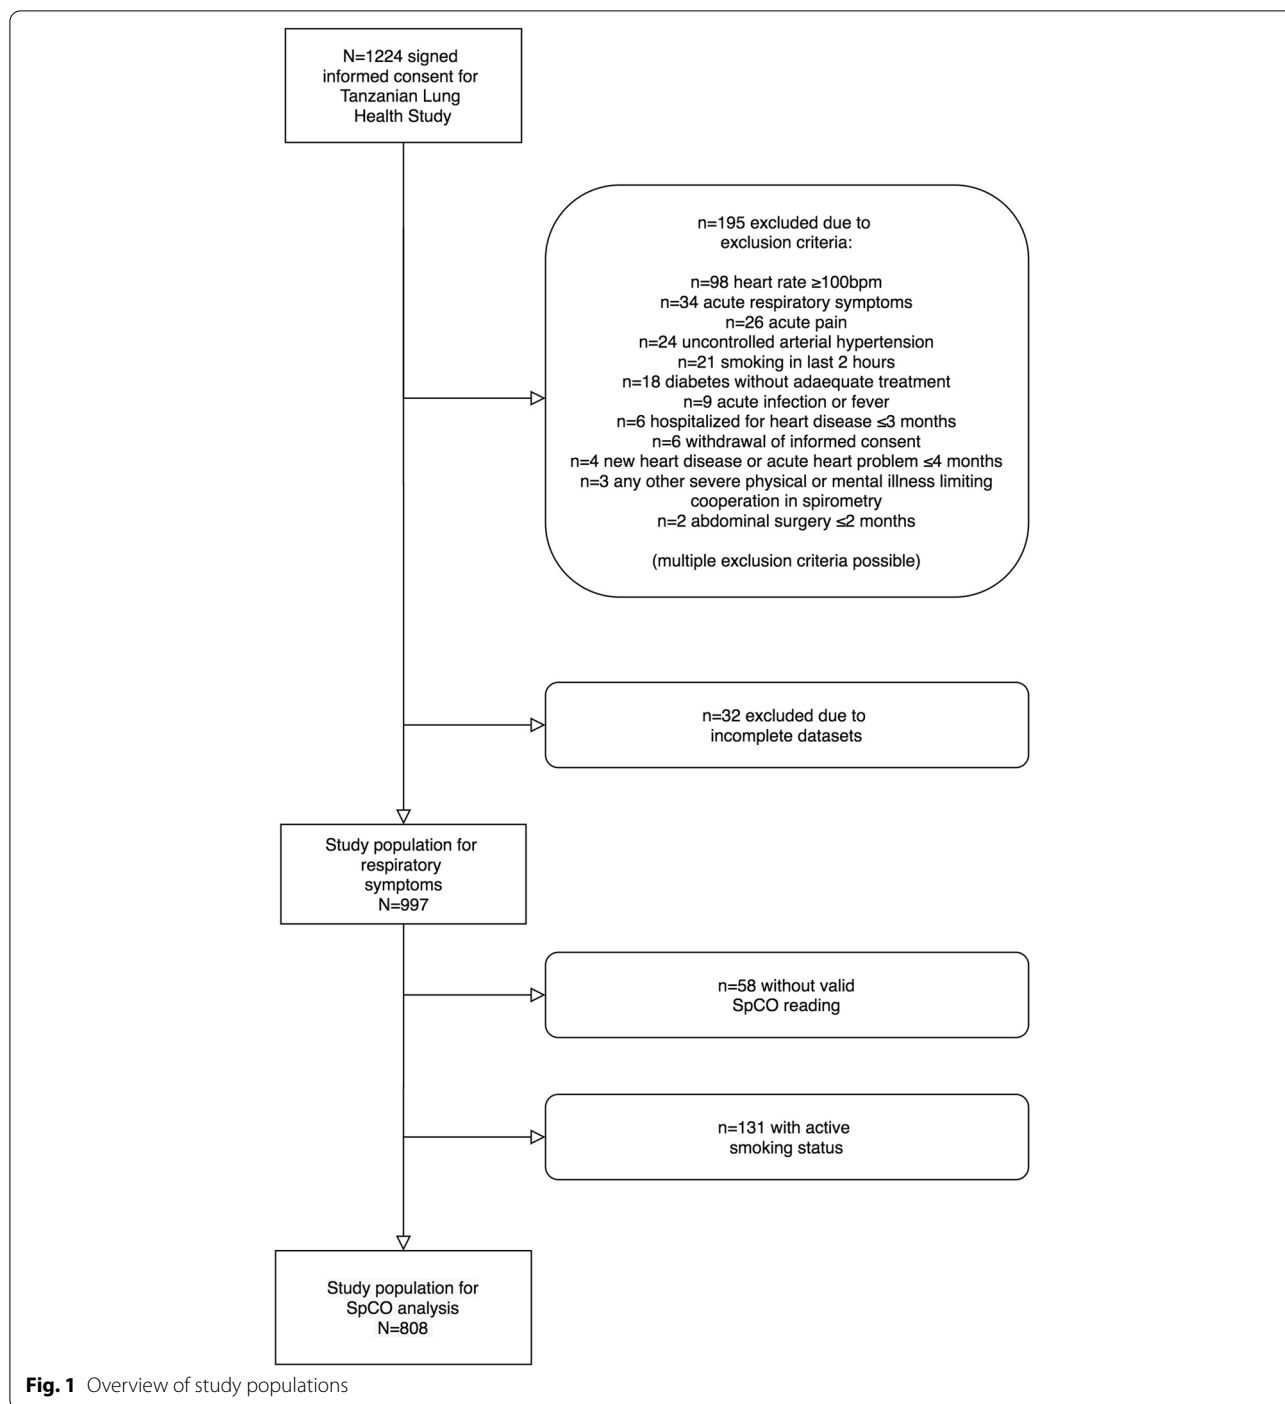 N=1224 signed
informed consent for
Tanzanian Lung
Health Study
n=195 excluded due to
exclusion criteria:
n=98 heart rate ≥100bpm
n=34 acute respiratory symptoms
n=26 acute pain
n=24 uncontrolled arterial hypertension
n=21 smoking in last 2 hours
n=18 diabetes without adaequate treatment
n=9 acute infection or fever
n=6 hospitalized for heart disease ≤3 months
n=6 withdrawal of informed consent
n=4 new heart disease or acute heart problem ≤4 months
n=3 any other severe physical or mental illness limiting
cooperation in spirometry
n=2 abdominal surgery ≤2 months
(multiple exclusion criteria possible)
n=32 excluded due to
incomplete datasets
Study population for
respiratory
symptoms
N=997
n=58 without valid
SpCO reading
n=131 with active
smoking status
Study population for
SpCO analysis
N=808
Fig. 1 Overview of study populations